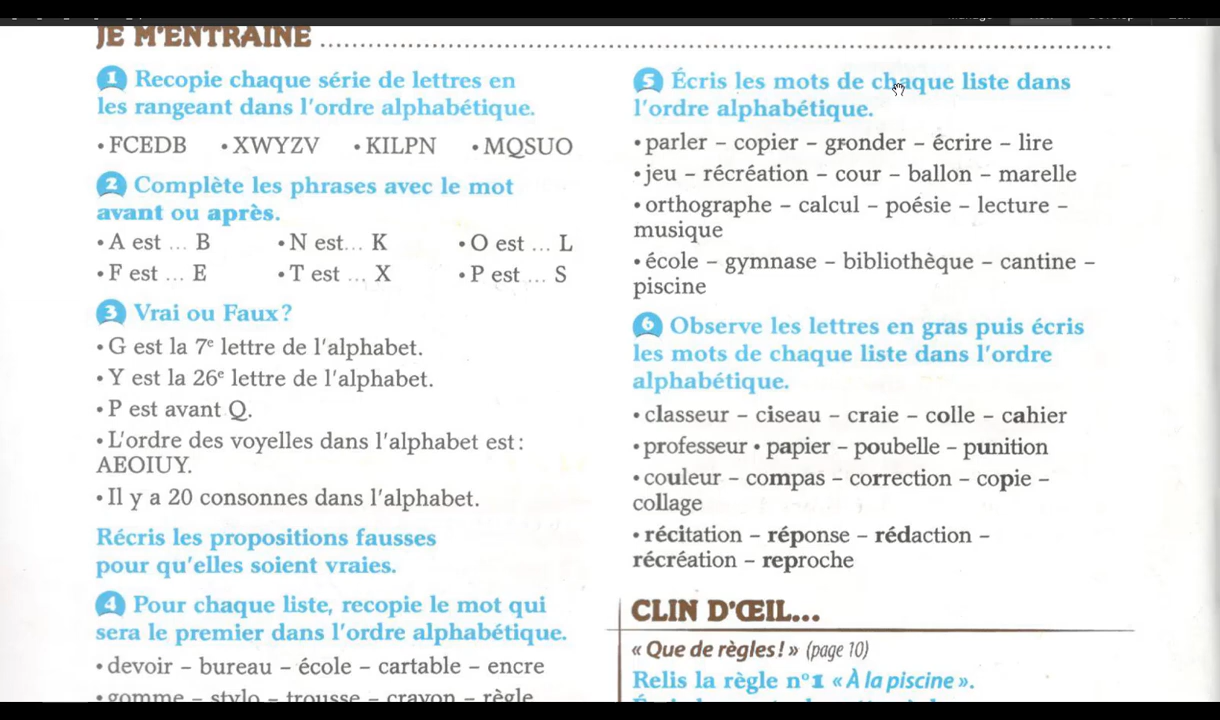 JE M'ENTRAINE
1 Recopie chaque série de lettres en
les rangeant dans l'ordre alphabétique.
• FCEDB • XWYZV • KILPN • MQSUO
2 Complète les phrases avec le mot
avant ou après.
• A est ... B • N est... K • O est ... L
• F est ... E • T est ... X • P est ... S
3 Vrai ou Faux ?
• G est la 7e lettre de l'alphabet.
• Y est la 26e lettre de l'alphabet.
• P est avant Q.
• L'ordre des voyelles dans l'alphabet est :
AEOIUY.
• Il y a 20 consonnes dans l'alphabet.
Récris les propositions fausses
pour qu'elles soient vraies.
4 Pour chaque liste, recopie le mot qui
sera le premier dans l'ordre alphabétique.
• devoir – bureau – école – cartable – encre
• gomme – stylo – trousse – crayon – règle
5 Écris les mots de chaque liste dans
l'ordre alphabétique.
• parler – copier – gronder – écrire – lire
• jeu – récréation – cour – ballon – marelle
• orthographe – calcul – poésie – lecture –
musique
• école – gymnase – bibliothèque – cantine –
piscine
6 Observe les lettres en gras puis écris
les mots de chaque liste dans l'ordre
alphabétique.
• classeur – ciseau – craie – colle – cahier
• professeur • papier – poubelle – punition
• couleur – compas – correction – copie –
collage
• récitation – réponse – rédaction –
récréation – reproche
CLIN D'ŒIL...
« Que de règles ! » (page 10)
Relis la règle n°1 « À la piscine ».